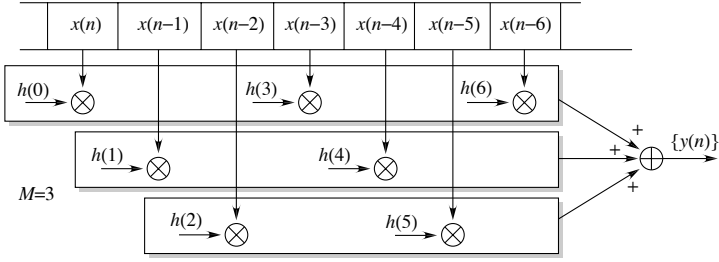 x(n) x(n−1) x(n−2) x(n−3) x(n−4) x(n−5) x(n−6)
h(0) h(3) h(6)
+
h(1) h(4) + {y(n)}
M=3 +
h(2) h(5)